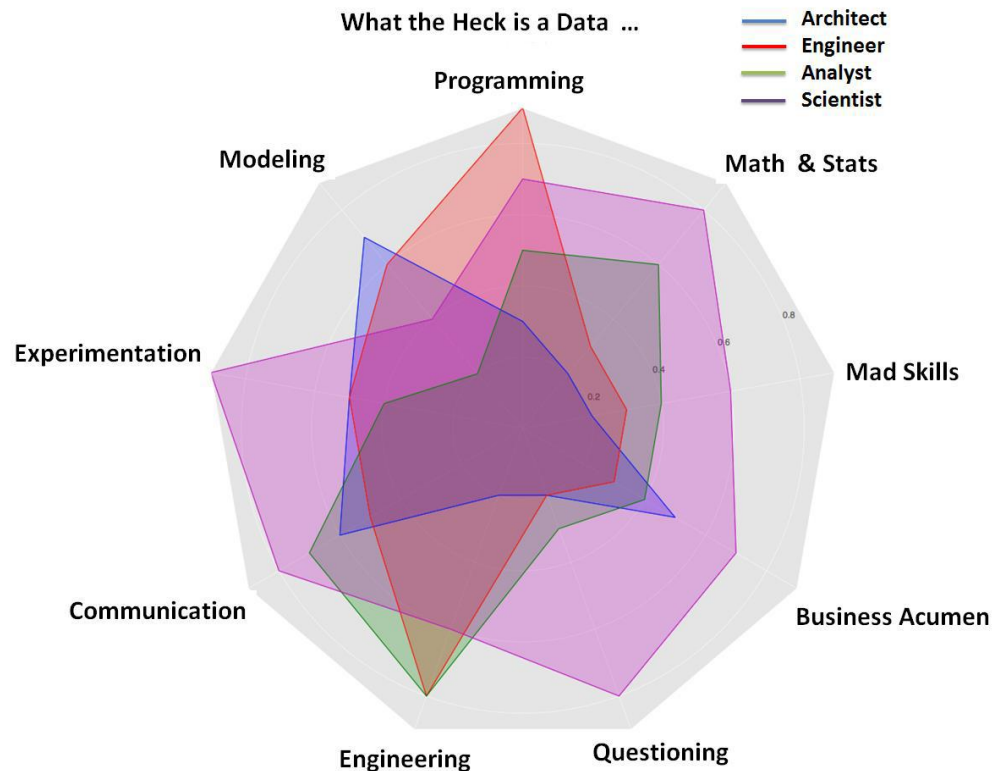 What the Heck is a Data ...
Architect
Engineer
Analyst
Scientist
Programming
Modeling
Math & Stats
0.8
0.6
Experimentation
0.4
Mad Skills
0.2
Communication
Business Acumen
Engineering
Questioning